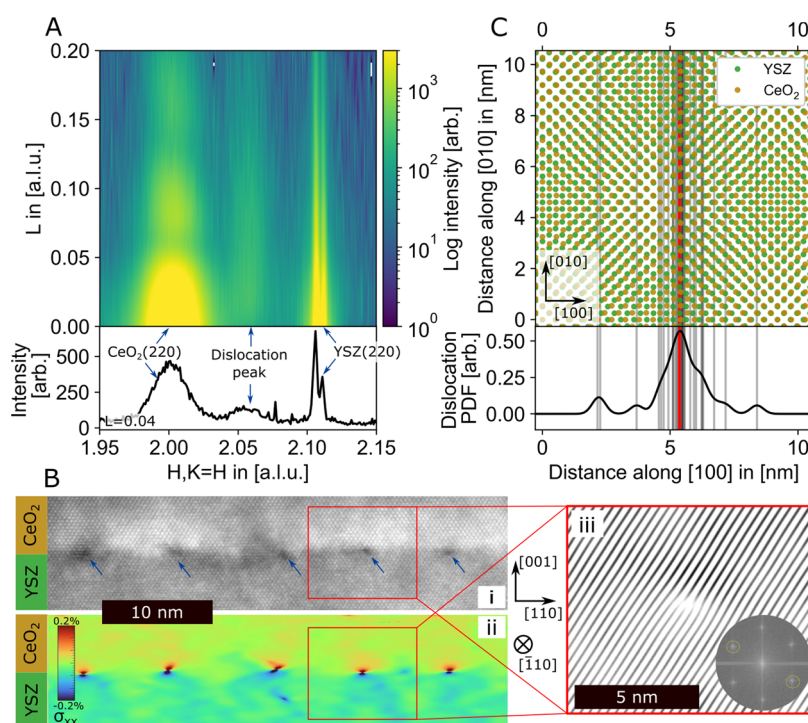 A
0.20
0.15
0.10
0.05
0.00
L in [a.l.u.]
10³
10²
10¹
10⁰
Log intensity [arb.]
CeO₂(220)
Dislocation
peak
YSZ(220)
500
250
0
Intensity
[arb.]
L=0.04
1.95
2.00
2.05
2.10
2.15
H,K=H in [a.l.u.]
C
0
5
10
YSZ
CeO₂
10
8
6
4
2
0
Distance along [010] in [nm]
[010]
[100]
0.50
0.25
0.00
Dislocation
PDF [arb.]
0
5
10
Distance along [100] in [nm]
B
CeO₂
YSZ
i
10 nm
0.2%
-0.2%
σxx
CeO₂
YSZ
ii
[001]
[110]
[1̄10]
iii
5 nm